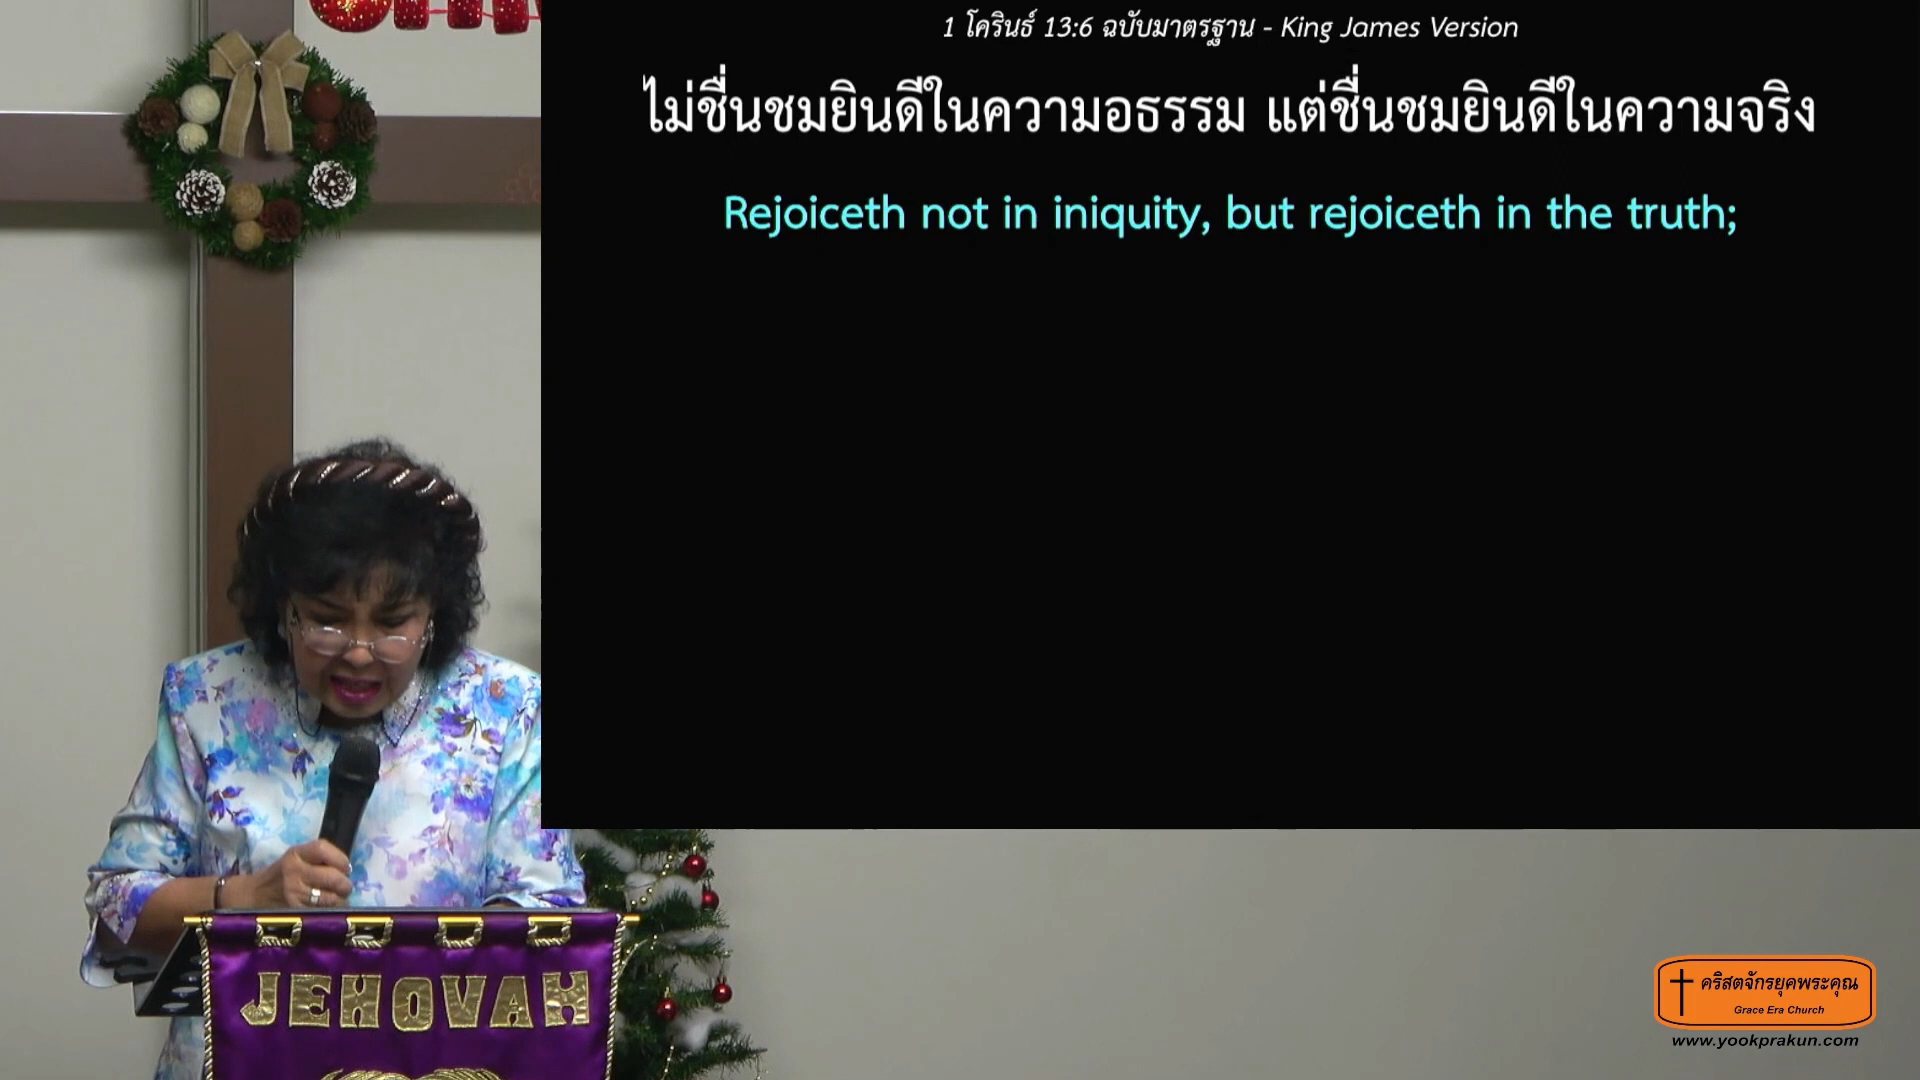 1 โครินธ์ 13:6 ฉบับมาตรฐาน - King James Version
ไม่ชื่นชมยินดีในความอธรรม แต่ชื่นชมยินดีในความจริง
Rejoiceth not in iniquity, but rejoiceth in the truth;
JEHOVAH
คริสตจักรยุคพระคุณ
Grace Era Church
www.yookprakun.com